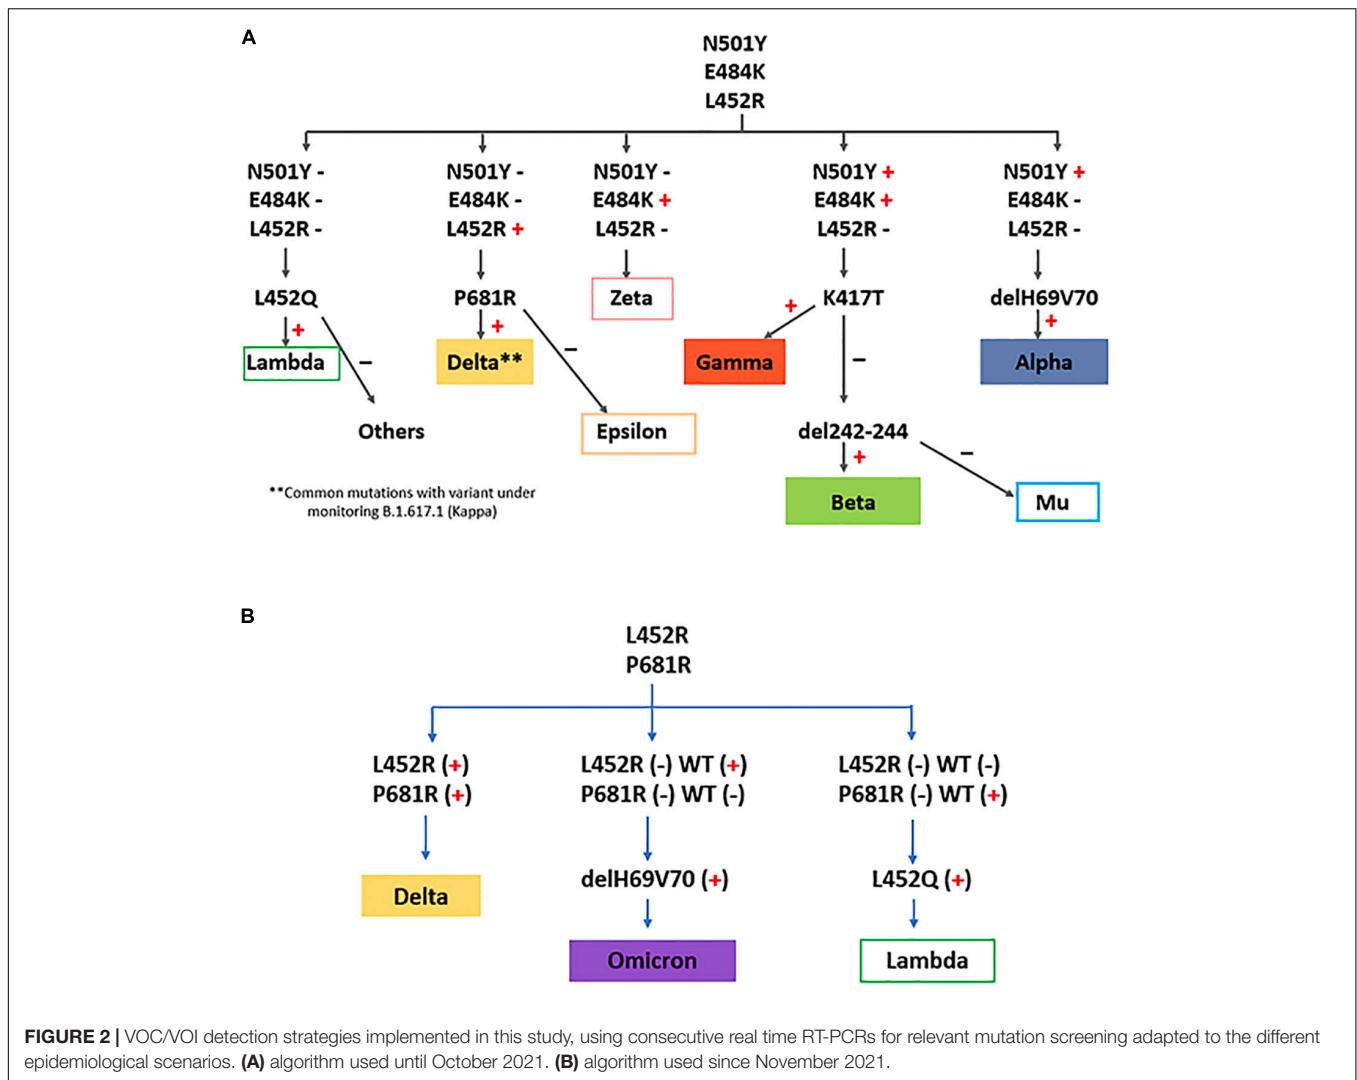 A
N501Y
E484K
L452R
N501Y - N501Y - N501Y - N501Y + N501Y +
E484K - E484K - E484K + E484K + E484K -
L452R - L452R + L452R - L452R - L452R -
L452Q P681R Zeta K417T delH69V70
+ + + +
Lambda – Delta** – Gamma – Alpha
Others Epsilon del242-244
+ –
Beta Mu
**Common mutations with variant under
monitoring B.1.617.1 (Kappa)
B
L452R
P681R
L452R (+) L452R (-) WT (+) L452R (-) WT (-)
P681R (+) P681R (-) WT (-) P681R (-) WT (+)
Delta delH69V70 (+) L452Q (+)
Omicron Lambda
FIGURE 2 | VOC/VOI detection strategies implemented in this study, using consecutive real time RT-PCRs for relevant mutation screening adapted to the different
epidemiological scenarios. (A) algorithm used until October 2021. (B) algorithm used since November 2021.